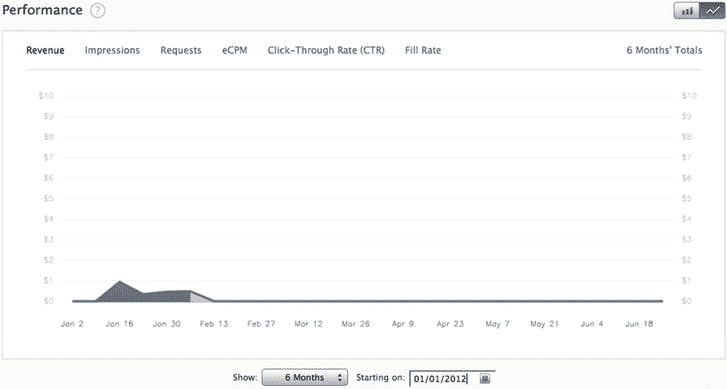 Performance ?
Revenue Impressions Requests eCPM Click-Through Rate (CTR) Fill Rate 6 Months' Totals
$10 $10
$9 $9
$8 $8
$7 $7
$6 $6
$5 $5
$4 $4
$3 $3
$2 $2
$1 $1
$0 $0
Jan 2 Jan 16 Jan 30 Feb 13 Feb 27 Mar 12 Mar 26 Apr 9 Apr 23 May 7 May 21 Jun 4 Jun 18
Show: 6 Months Starting on: 01/01/2012